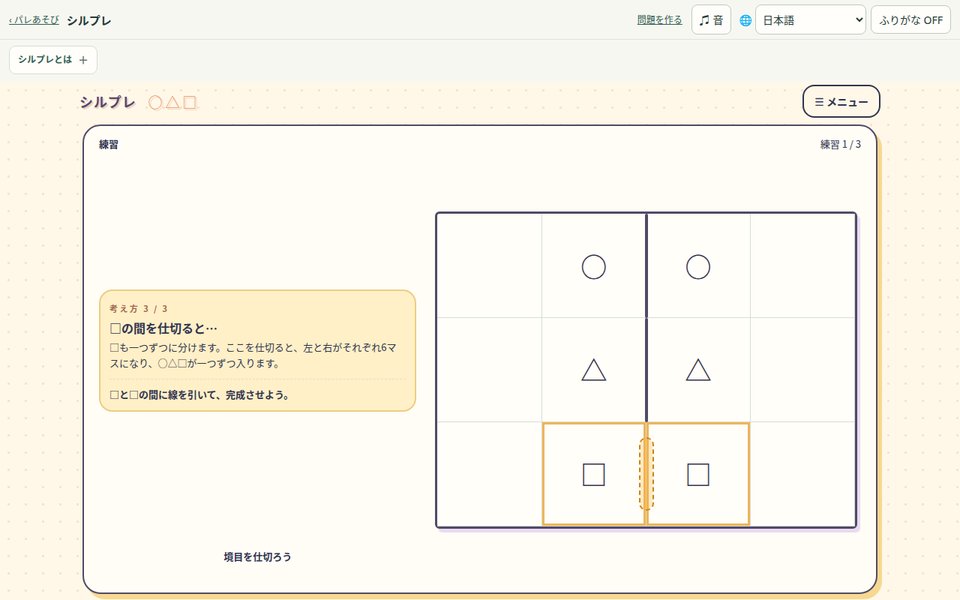 ‹ パレあそび シルプレ 問題を作る ♫ 音 日本語 ふりがな OFF
シルプレとは ＋
シルプレ ○△□ ☰ メニュー
練習 練習 1 / 3
考え方 3 / 3
□の間を仕切ると…
□も一つずつに分けます。ここを仕切ると、左と右がそれぞれ6マ
スになり、○△□が一つずつ入ります。
□と□の間に線を引いて、完成させよう。
境目を仕切ろう